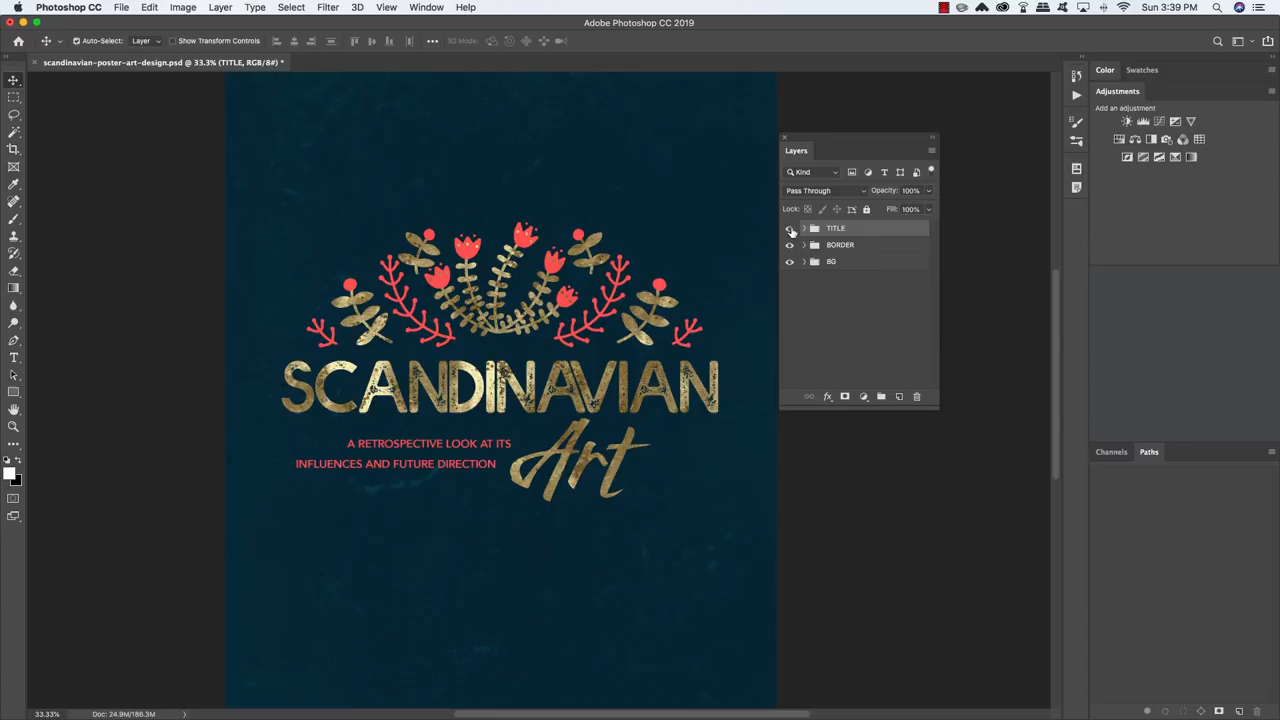 Photoshop CC File Edit Image Layer Type Select Filter 3D View Window Help Sun 3:39 PM
Adobe Photoshop CC 2019
Auto-Select: Layer Show Transform Controls 3D Mode:
scandinavian-poster-art-design.psd @ 33.3% (TITLE, RGB/8#) *
Color Swatches
Adjustments
Add an adjustment
Layers
Kind
Pass Through Opacity: 100%
Lock: Fill: 100%
TITLE
BORDER
BG
fx
SCANDINAVIAN
A RETROSPECTIVE LOOK AT ITS
INFLUENCES AND FUTURE DIRECTION
Art
Channels Paths
33.33% Doc: 24.9M/186.3M